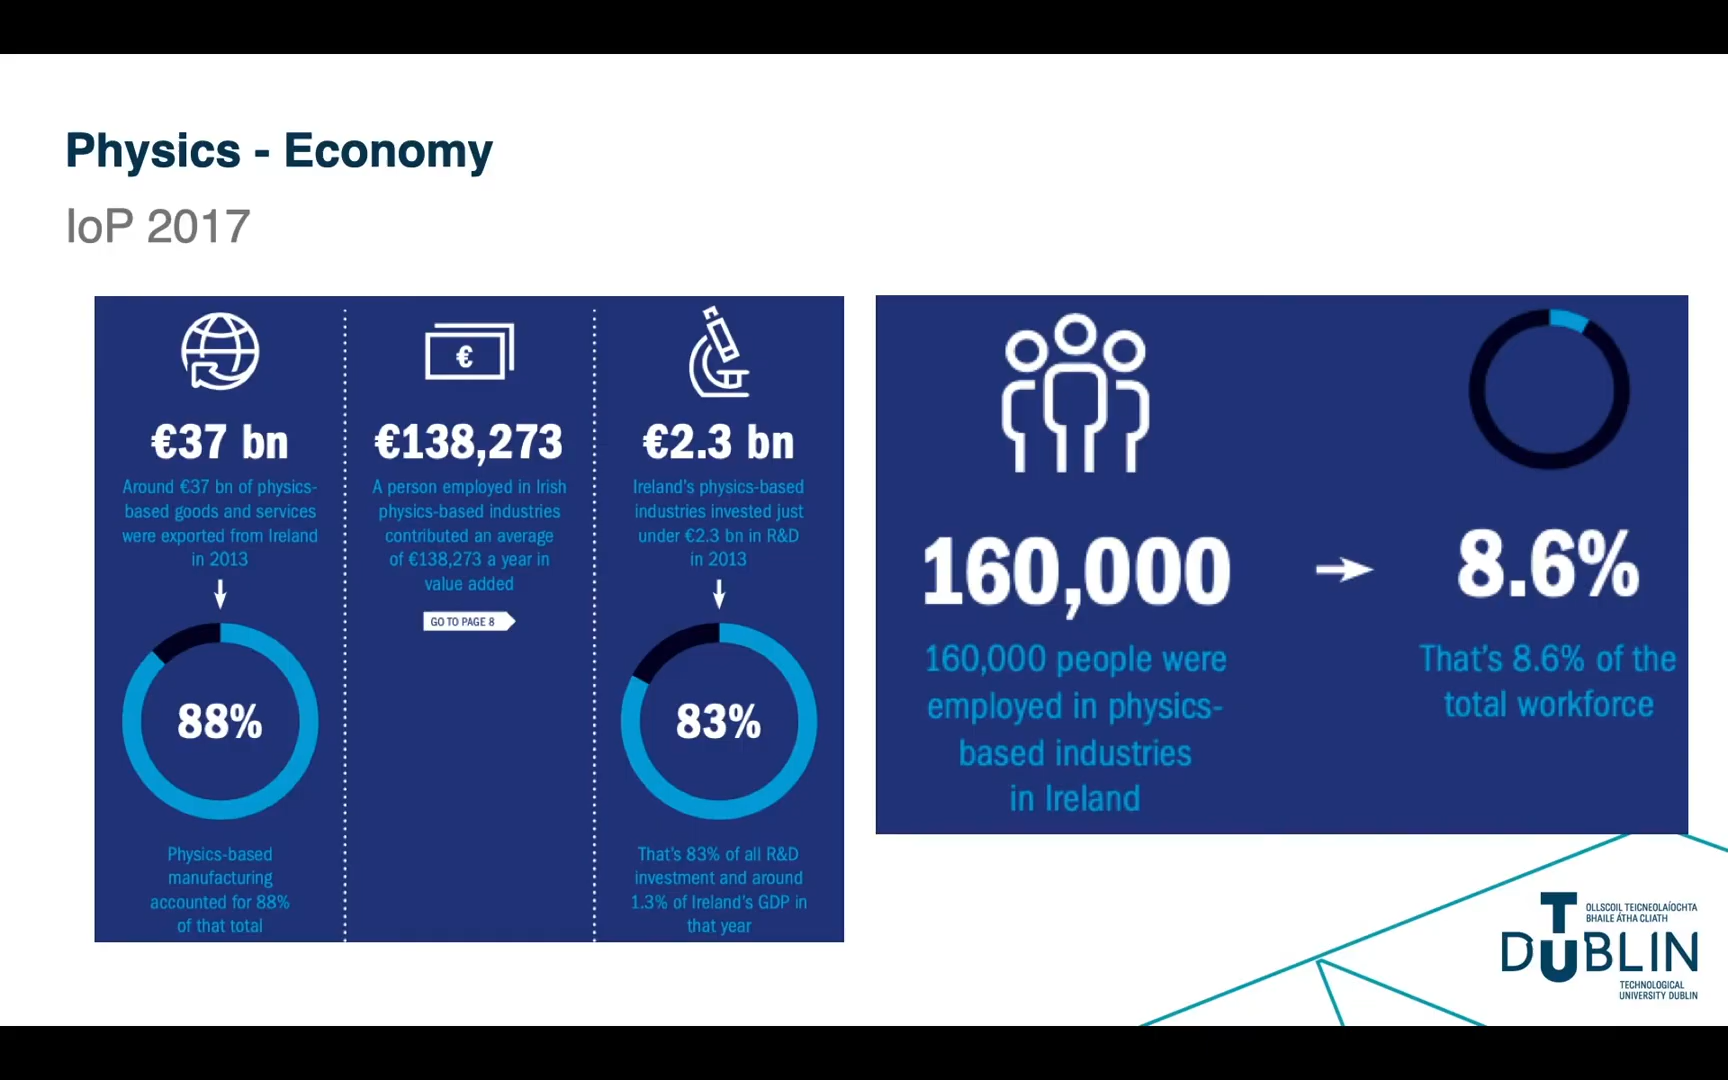 Physics - Economy
IoP 2017
€
€37 bn
Around €37 bn of physics-
based goods and services
were exported from Ireland
in 2013
88%
Physics-based
manufacturing
accounted for 88%
of that total
€138,273
A person employed in Irish
physics-based industries
contributed an average
of €138,273 a year in
value added
GO TO PAGE 8
€2.3 bn
Ireland's physics-based
industries invested just
under €2.3 bn in R&D
in 2013
83%
That's 83% of all R&D
investment and around
1.3% of Ireland's GDP in
that year
160,000
160,000 people were
employed in physics-
based industries
in Ireland
8.6%
That's 8.6% of the
total workforce
OLLSCOIL TEICNEOLAÍOCHTA
BHAILE ÁTHA CLIATH
TU DUBLIN
TECHNOLOGICAL
UNIVERSITY DUBLIN